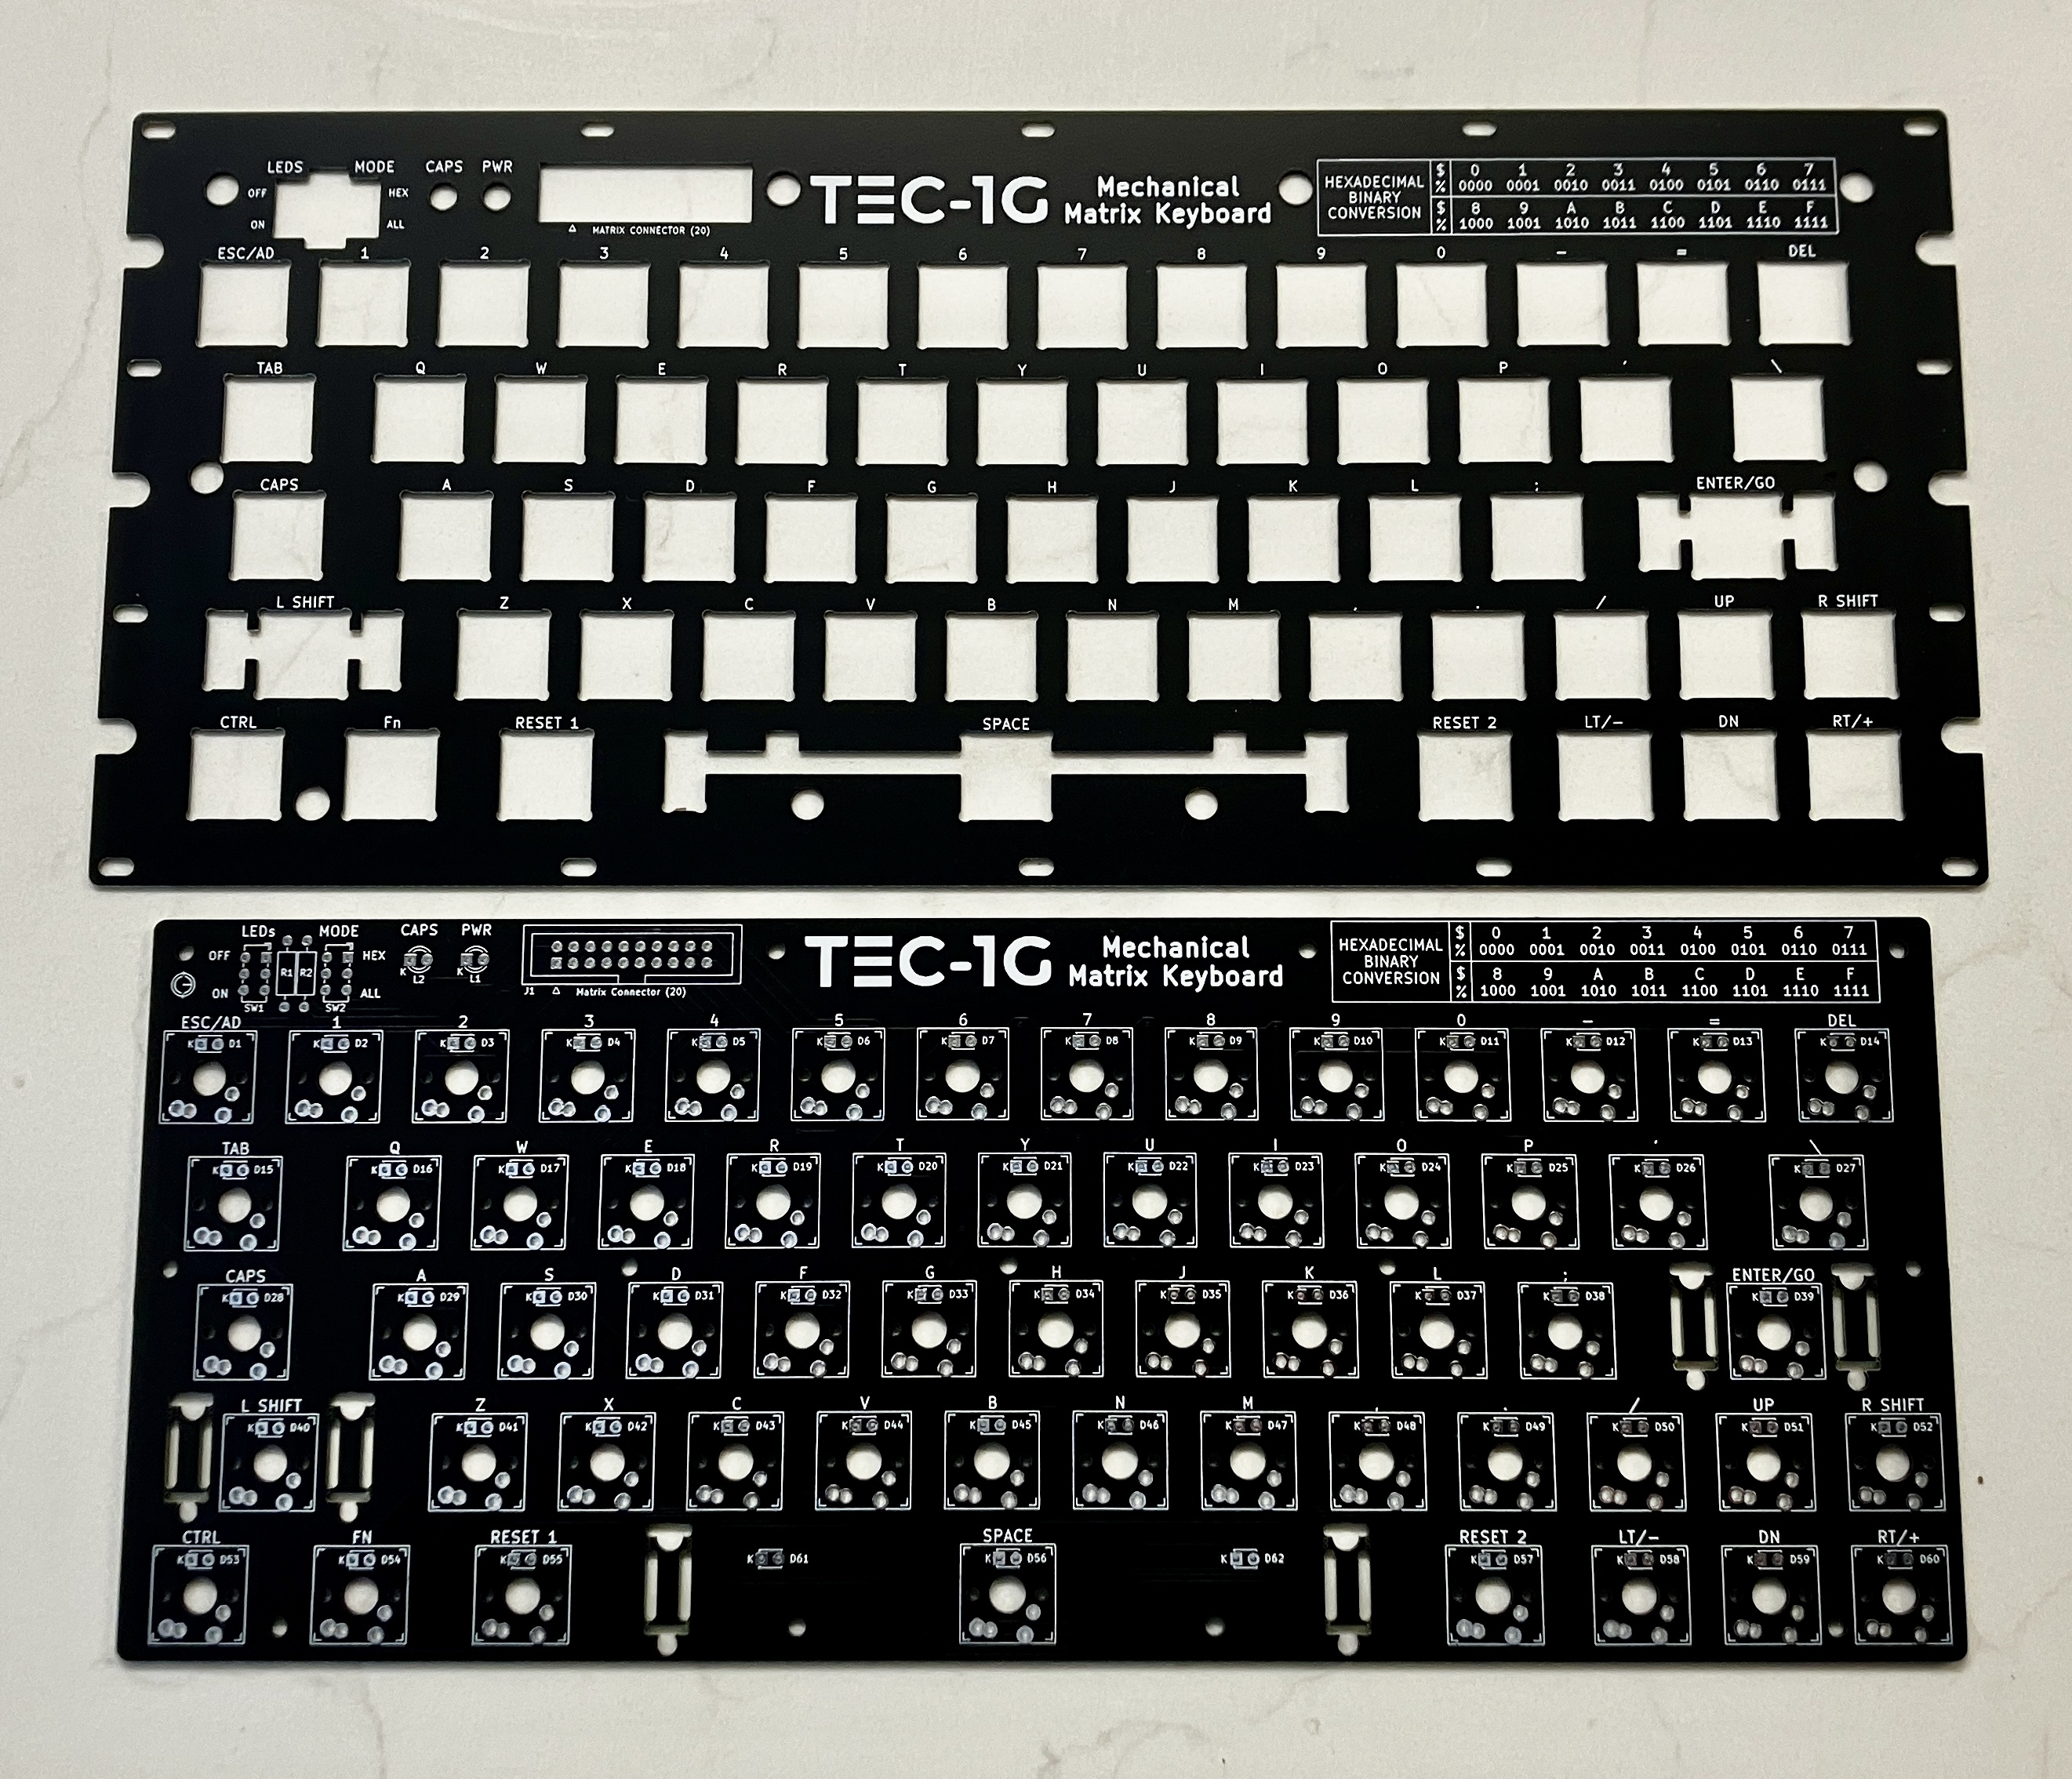 LEDS MODE CAPS PWR
OFF HEX
ON ALL
△ MATRIX CONNECTOR (20)
TEC-1G
Mechanical
Matrix Keyboard
HEXADECIMAL
BINARY
CONVERSION
$ 0 1 2 3 4 5 6 7
% 0000 0001 0010 0011 0100 0101 0110 0111
$ 8 9 A B C D E F
% 1000 1001 1010 1011 1100 1101 1110 1111
ESC/AD 1 2 3 4 5 6 7 8 9 0 - = DEL
TAB Q W E R T Y U I O P ' \
CAPS A S D F G H J K L ; ENTER/GO
L SHIFT Z X C V B N M , . / UP R SHIFT
CTRL Fn RESET 1 SPACE RESET 2 LT/- DN RT/+
LEDs MODE CAPS PWR
OFF R1 R2 HEX
ON ALL
SW1 SW2
K L2 K L1
J1 △ Matrix Connector (20)
TEC-1G
Mechanical
Matrix Keyboard
HEXADECIMAL
BINARY
CONVERSION
$ 0 1 2 3 4 5 6 7
% 0000 0001 0010 0011 0100 0101 0110 0111
$ 8 9 A B C D E F
% 1000 1001 1010 1011 1100 1101 1110 1111
G
ESC/AD 1 2 3 4 5 6 7 8 9 0 - = DEL
K D1 K D2 K D3 K D4 K D5 K D6 K D7 K D8 K D9 K D10 K D11 K D12 K D13 K D14
TAB Q W E R T Y U I O P ' \
K D15 K D16 K D17 K D18 K D19 K D20 K D21 K D22 K D23 K D24 K D25 K D26 K D27
CAPS A S D F G H J K L ; ENTER/GO
K D28 K D29 K D30 K D31 K D32 K D33 K D34 K D35 K D36 K D37 K D38 K D39
L SHIFT Z X C V B N M , . / UP R SHIFT
K D40 K D41 K D42 K D43 K D44 K D45 K D46 K D47 K D48 K D49 K D50 K D51 K D52
CTRL FN RESET 1 SPACE RESET 2 LT/- DN RT/+
K D53 K D54 K D55 K D61 K D56 K D62 K D57 K D58 K D59 K D60